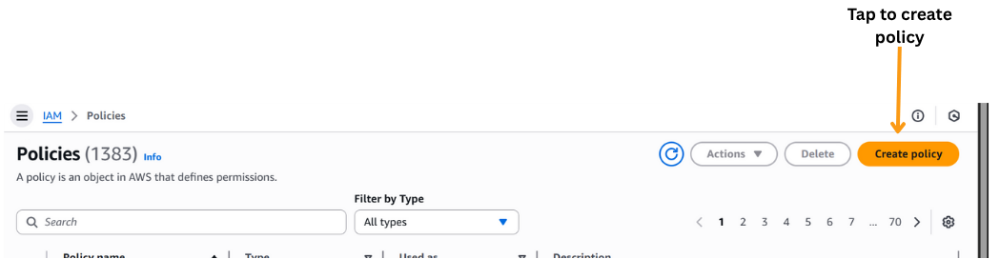 Tap to create
policy
IAM > Policies
Policies (1383) Info
A policy is an object in AWS that defines permissions.
Actions
Delete
Create policy
Filter by Type
Search
All types
1 2 3 4 5 6 7 ... 70
Policy name
Type
Used as
Description